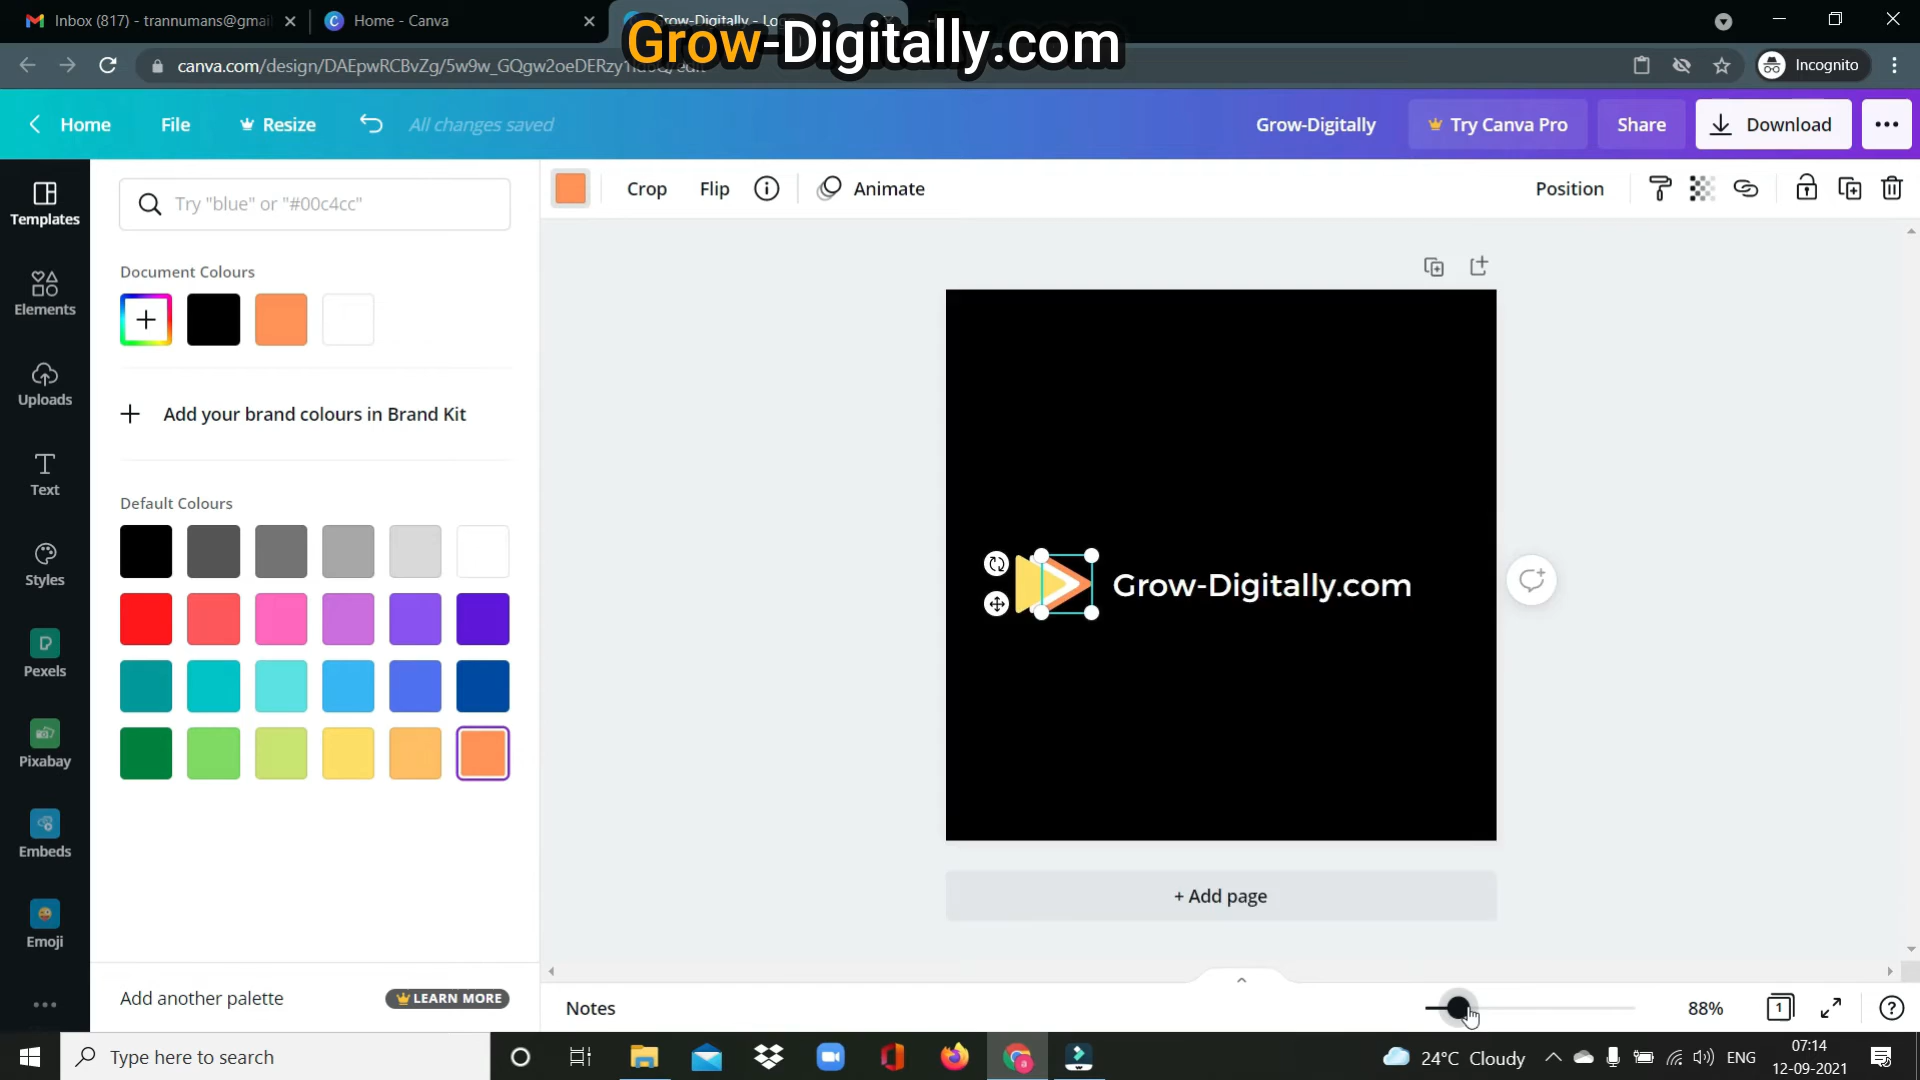 Inbox (817) - trannumans@gmai
Home - Canva
Grow-Digitally - Lo
Grow-Digitally.com
canva.com/design/DAEpwRCBvZg/5w9w_GQgw2oeDERzy
Incognito
Home
File
Resize
All changes saved
Grow-Digitally
Try Canva Pro
Share
Download
Templates
Elements
Uploads
Text
Styles
Pexels
Pixabay
Embeds
Emoji
Try "blue" or "#00c4cc"
Document Colours
Add your brand colours in Brand Kit
Default Colours
Add another palette
LEARN MORE
Crop
Flip
Animate
Position
Grow-Digitally.com
+ Add page
Notes
88%
1
Type here to search
24°C Cloudy
ENG
07:14
12-09-2021